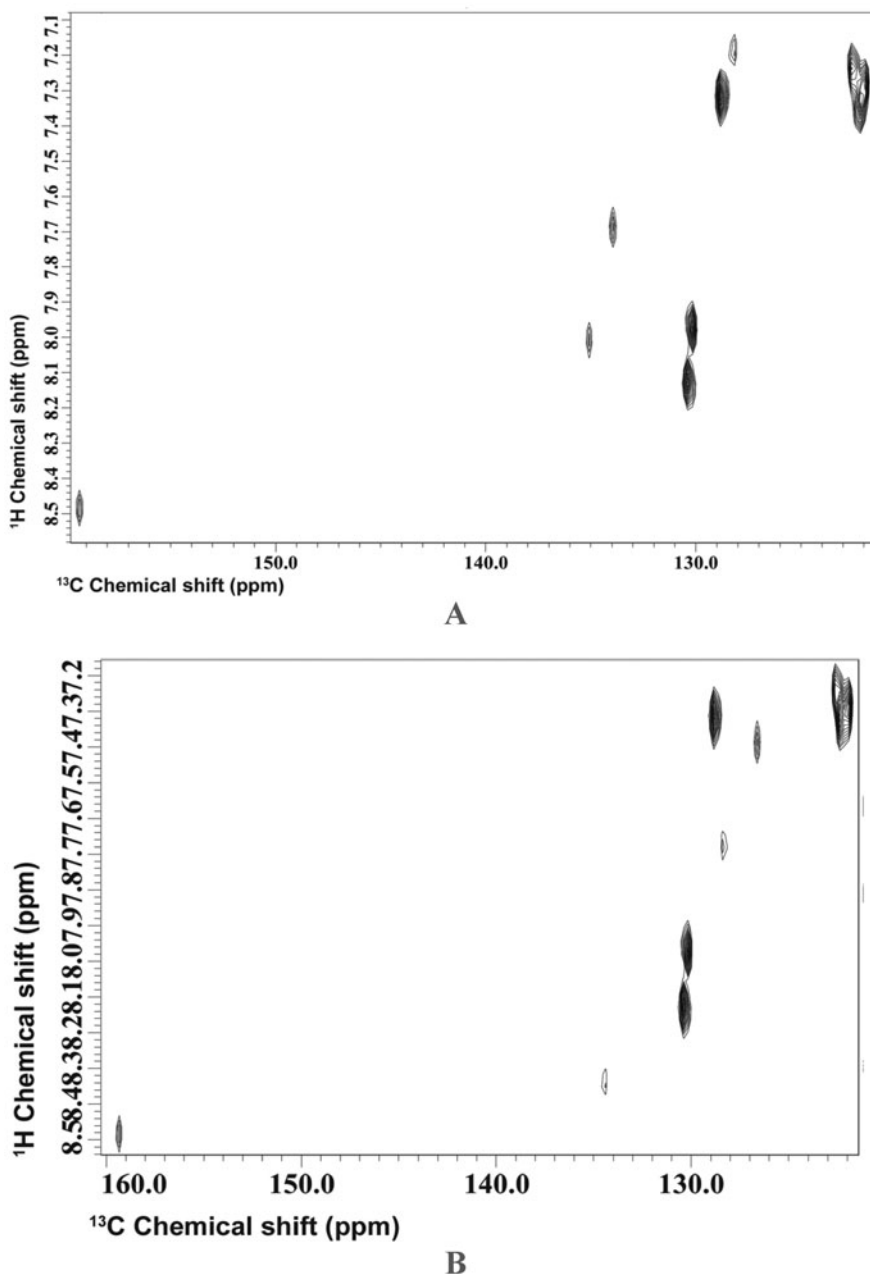 7.1
7.2
7.3
7.4
7.5
7.6
7.7
7.8
7.9
8.0
8.1
8.2
8.3
8.4
8.5
¹H Chemical shift (ppm)
150.0 140.0 130.0
¹³C Chemical shift (ppm)
A
8.58.48.38.28.18.07.97.87.77.67.57.47.37.2
¹H Chemical shift (ppm)
160.0 150.0 140.0 130.0
¹³C Chemical shift (ppm)
B